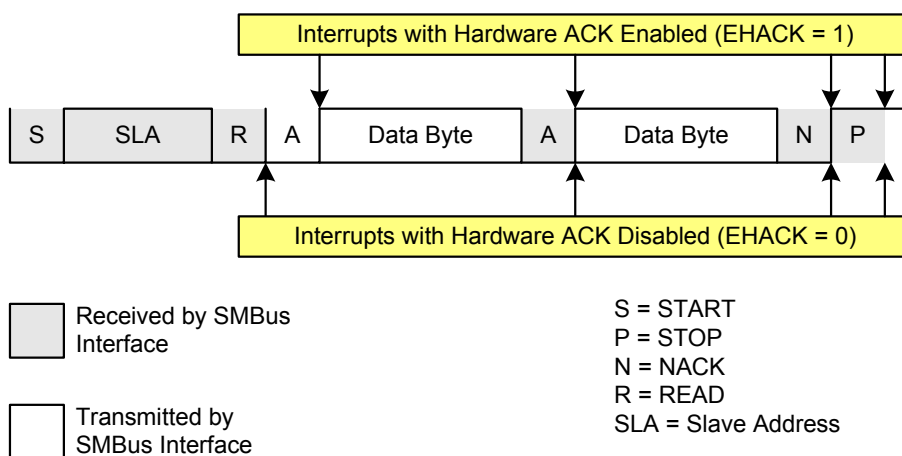 Interrupts with Hardware ACK Enabled (EHACK = 1)
S SLA R A Data Byte A Data Byte N P
Interrupts with Hardware ACK Disabled (EHACK = 0)
Received by SMBus
Interface
Transmitted by
SMBus Interface
S = START
P = STOP
N = NACK
R = READ
SLA = Slave Address